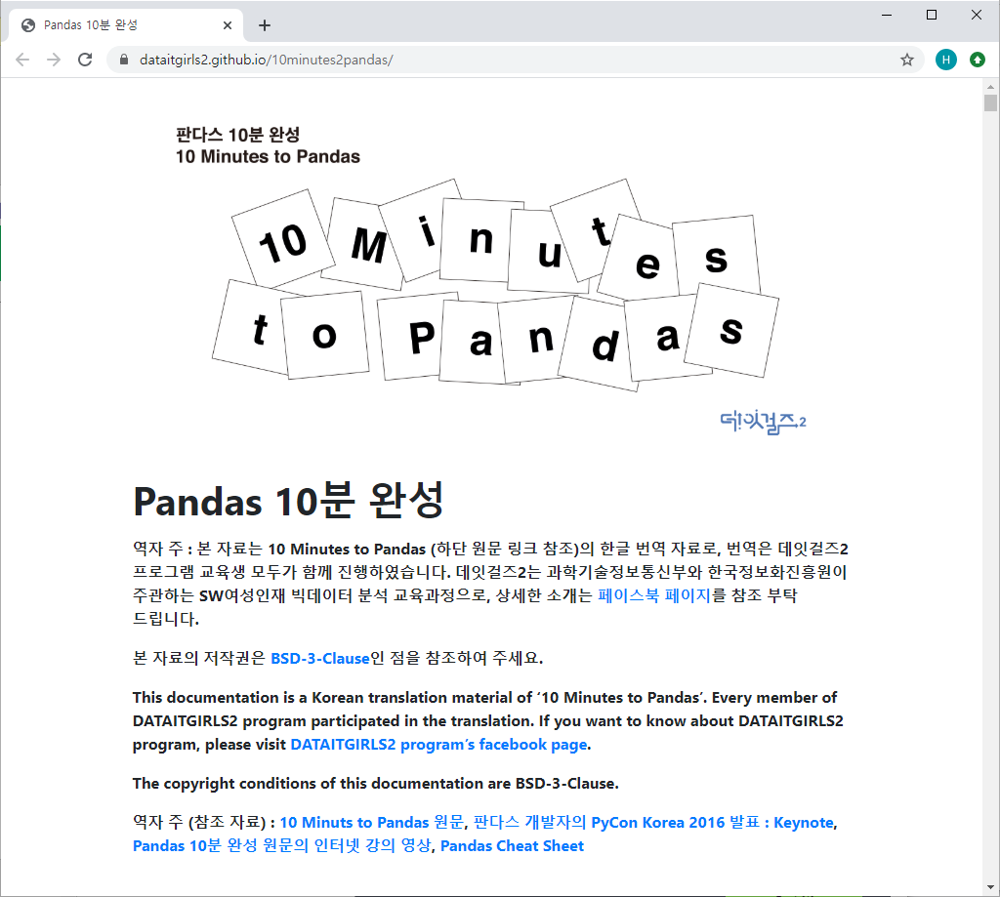 Pandas 10분 완성
dataitgirls2.github.io/10minutes2pandas/
H
판다스 10분 완성
10 Minutes to Pandas
10 Minutes
to Pandas
데잇걸즈2
Pandas 10분 완성
역자 주 : 본 자료는 10 Minutes to Pandas (하단 원문 링크 참조)의 한글 번역 자료로, 번역은 데잇걸즈2
프로그램 교육생 모두가 함께 진행하였습니다. 데잇걸즈2는 과학기술정보통신부와 한국정보화진흥원이
주관하는 SW여성인재 빅데이터 분석 교육과정으로, 상세한 소개는 페이스북 페이지를 참조 부탁
드립니다.
본 자료의 저작권은 BSD-3-Clause인 점을 참조하여 주세요.
This documentation is a Korean translation material of ‘10 Minutes to Pandas’. Every member of
DATAITGIRLS2 program participated in the translation. If you want to know about DATAITGIRLS2
program, please visit DATAITGIRLS2 program’s facebook page.
The copyright conditions of this documentation are BSD-3-Clause.
역자 주 (참조 자료) : 10 Minuts to Pandas 원문, 판다스 개발자의 PyCon Korea 2016 발표 : Keynote,
Pandas 10분 완성 원문의 인터넷 강의 영상, Pandas Cheat Sheet